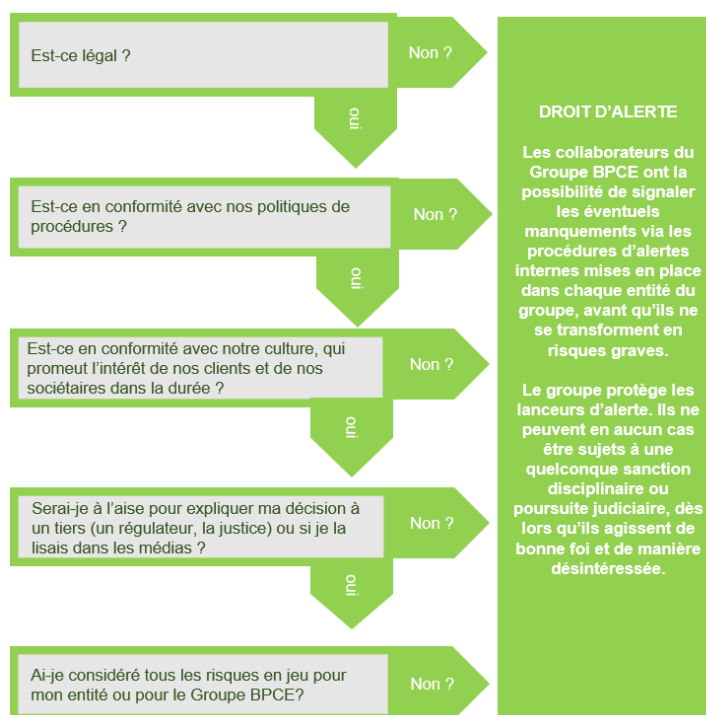 Est-ce légal ?
Non ?
oui
Est-ce en conformité avec nos politiques de
procédures ?
Non ?
oui
Est-ce en conformité avec notre culture, qui
promeut l’intérêt de nos clients et de nos
sociétaires dans la durée ?
Non ?
oui
Serai-je à l’aise pour expliquer ma décision à
un tiers (un régulateur, la justice) ou si je la
lisais dans les médias ?
Non ?
oui
Ai-je considéré tous les risques en jeu pour
mon entité ou pour le Groupe BPCE?
Non ?
DROIT D’ALERTE
Les collaborateurs du
Groupe BPCE ont la
possibilité de signaler
les éventuels
manquements via les
procédures d’alertes
internes mises en place
dans chaque entité du
groupe, avant qu’ils ne
se transforment en
risques graves.
Le groupe protège les
lanceurs d’alerte. Ils ne
peuvent en aucun cas
être sujets à une
quelconque sanction
disciplinaire ou
poursuite judiciaire, dès
lors qu’ils agissent de
bonne foi et de manière
désintéressée.